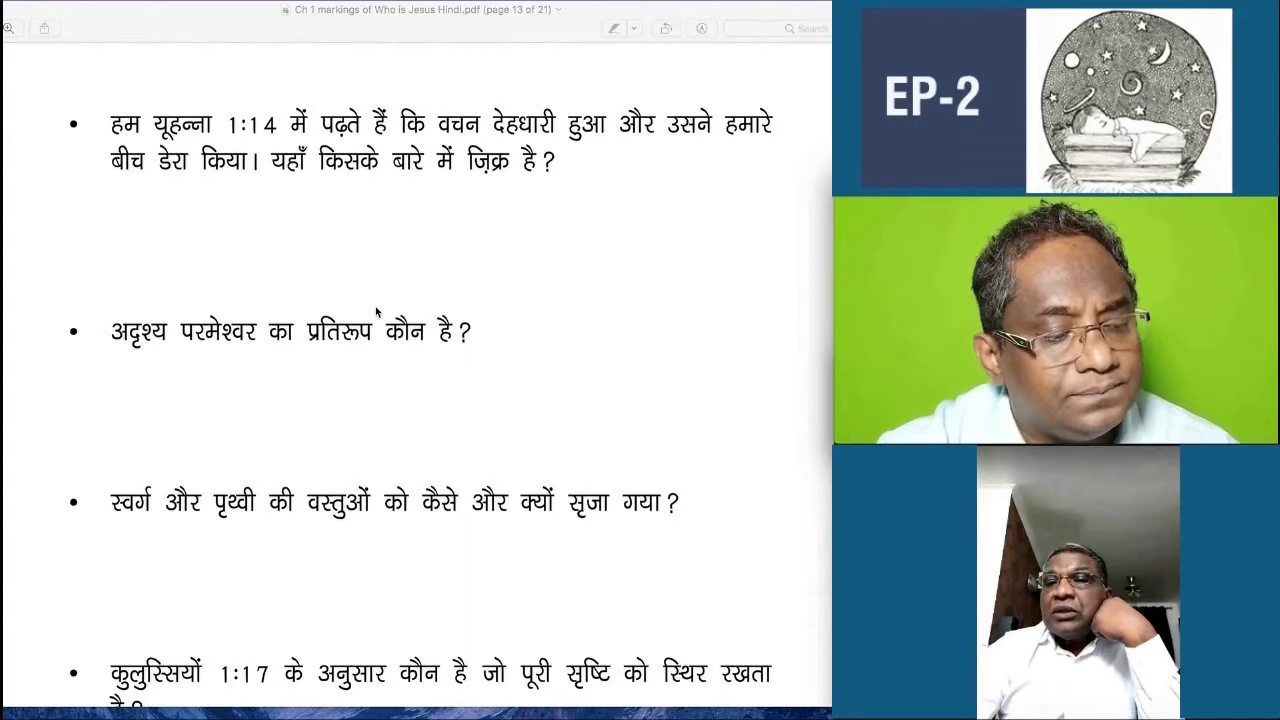 Ch 1 markings of Who is Jesus Hindi.pdf (page 13 of 21)
Search
EP-2
• हम यूहन्ना 1:14 में पढ़ते हैं कि वचन देहधारी हुआ और उसने हमारे
बीच डेरा किया। यहाँ किसके बारे में ज़िक्र है?
• अदृश्य परमेश्वर का प्रतिरूप कौन है?
• स्वर्ग और पृथ्वी की वस्तुओं को कैसे और क्यों सृजा गया?
• कुलुस्सियों 1:17 के अनुसार कौन है जो पूरी सृष्टि को स्थिर रखता